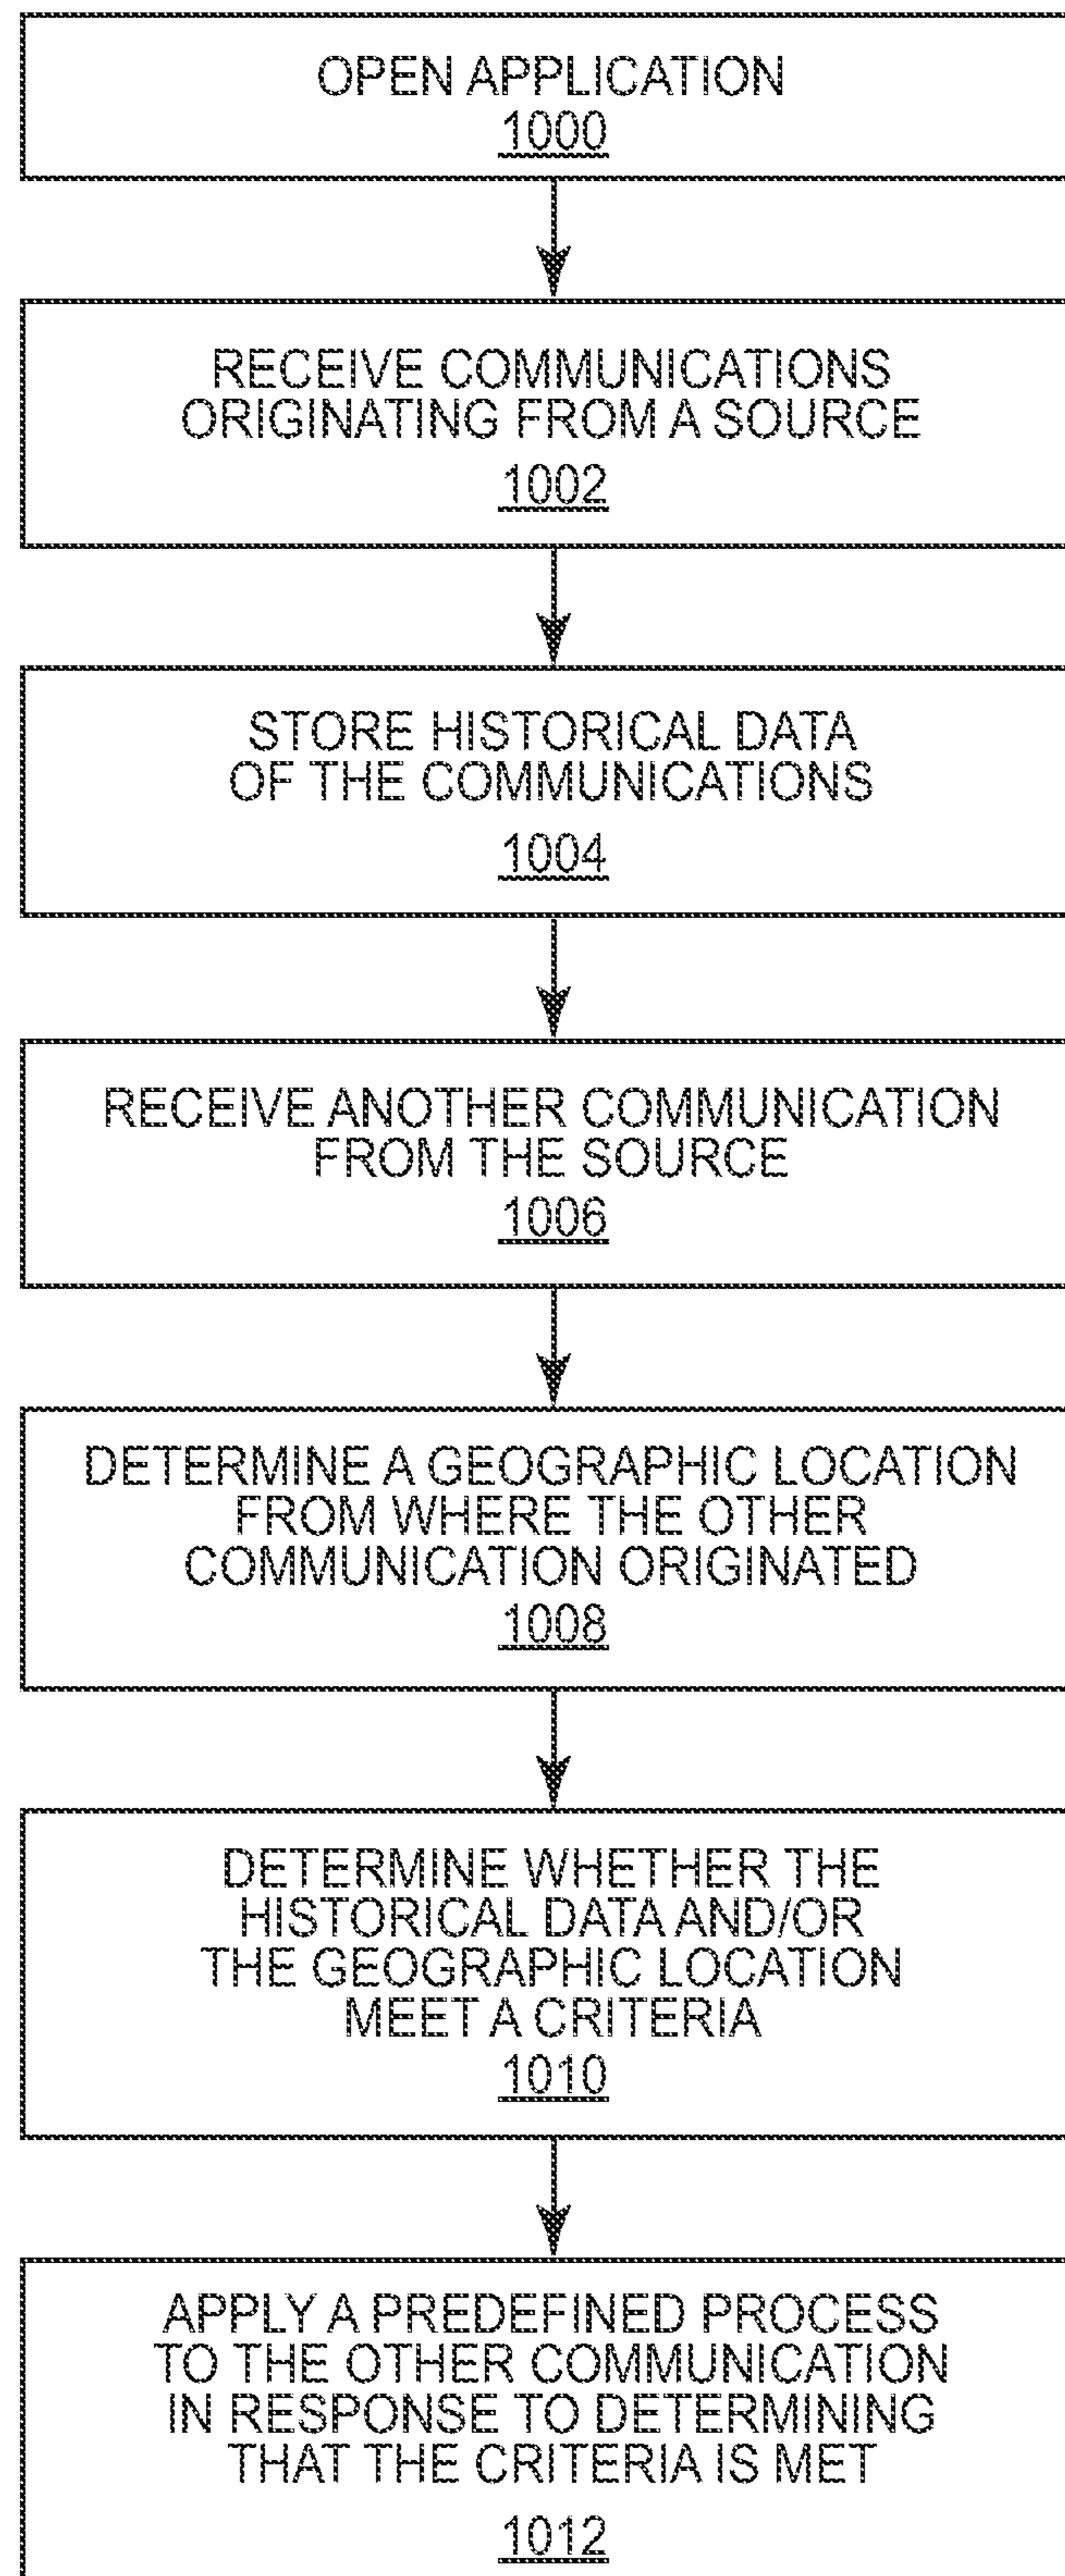 OPEN APPLICATION
1000
RECEIVE COMMUNICATIONS
ORIGINATING FROM A SOURCE
1002
STORE HISTORICAL DATA
OF THE COMMUNICATIONS
1004
RECEIVE ANOTHER COMMUNICATION
FROM THE SOURCE
1006
DETERMINE A GEOGRAPHIC LOCATION
FROM WHERE THE OTHER
COMMUNICATION ORIGINATED
1008
DETERMINE WHETHER THE
HISTORICAL DATA AND/OR
THE GEOGRAPHIC LOCATION
MEET A CRITERIA
1010
APPLY A PREDEFINED PROCESS
TO THE OTHER COMMUNICATION
IN RESPONSE TO DETERMINING
THAT THE CRITERIA IS MET
1012